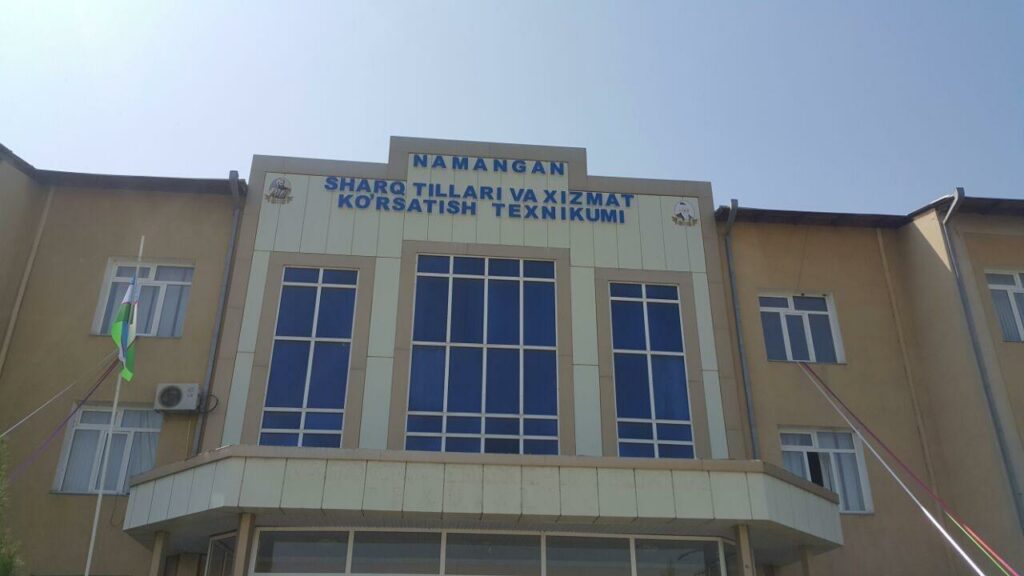 NAMANGAN
SHARQ TILLARI VA XIZMAT
KO'RSATISH TEXNIKUMI